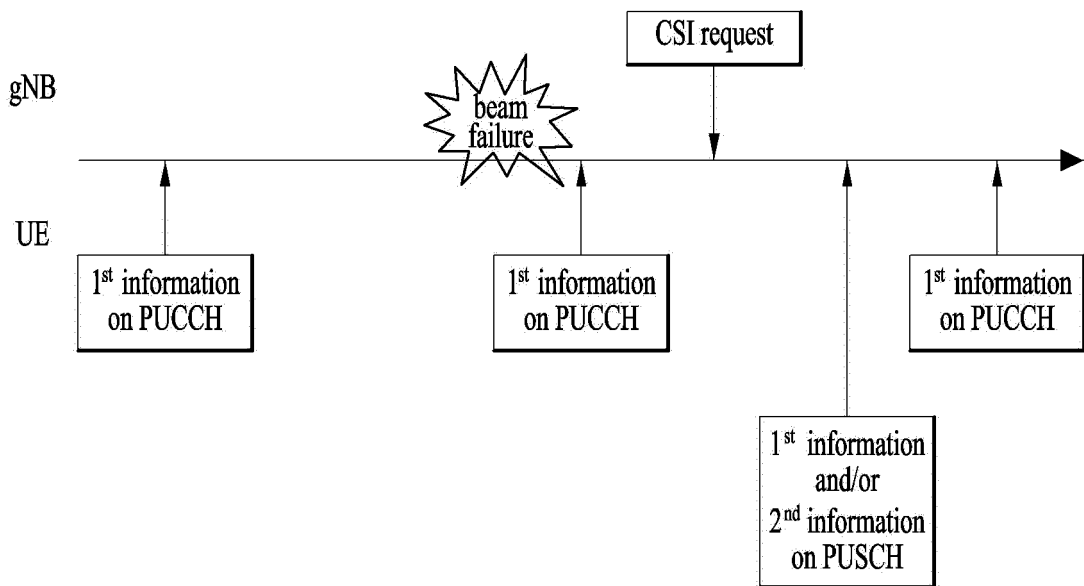 CSI request
gNB
beam
failure
UE
1st information
on PUCCH
1st information
on PUCCH
1st information
on PUCCH
1st information
and/or
2nd information
on PUSCH